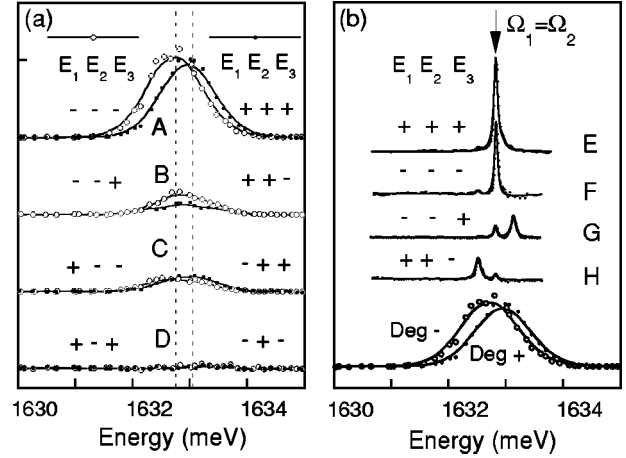 (a)
E1 E2 E3
E1 E2 E3
- - -
+ + +
A
B
- - +
+ + -
C
+ - -
- + +
D
+ - +
- + -
1630
1632
1634
Energy (meV)
(b)
Ω1=Ω2
E1 E2 E3
+ + +
E
- - -
F
- - +
G
+ + -
H
Deg -
Deg +
1630
1632
1634
Energy (meV)